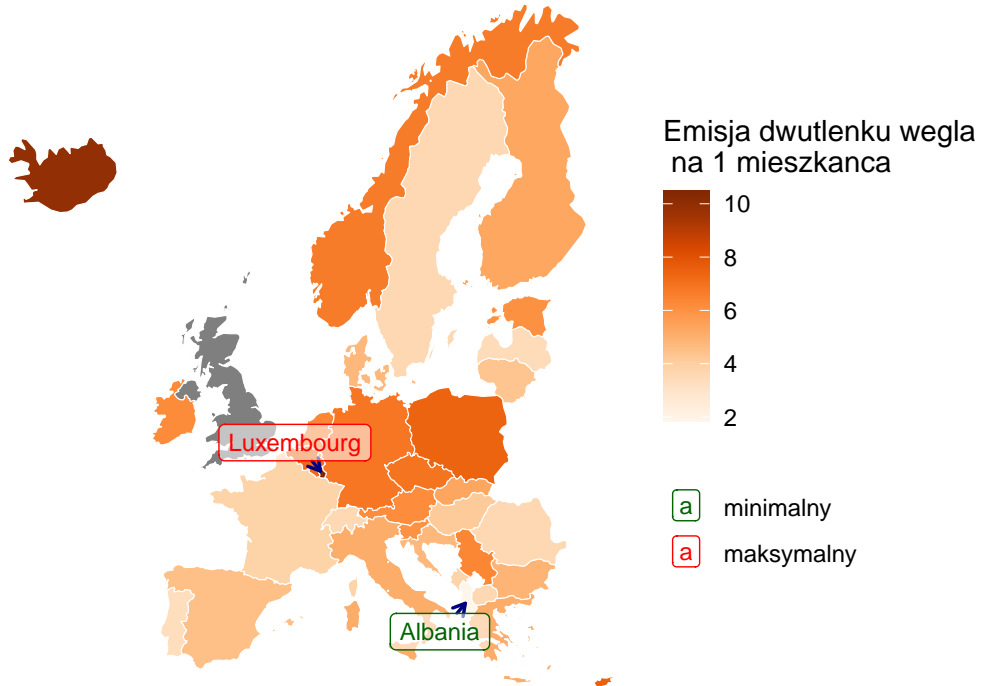 Emisja dwutlenku wegla
na 1 mieszkanca
10
8
6
4
2
Luxembourg
a minimalny
a maksymalny
Albania